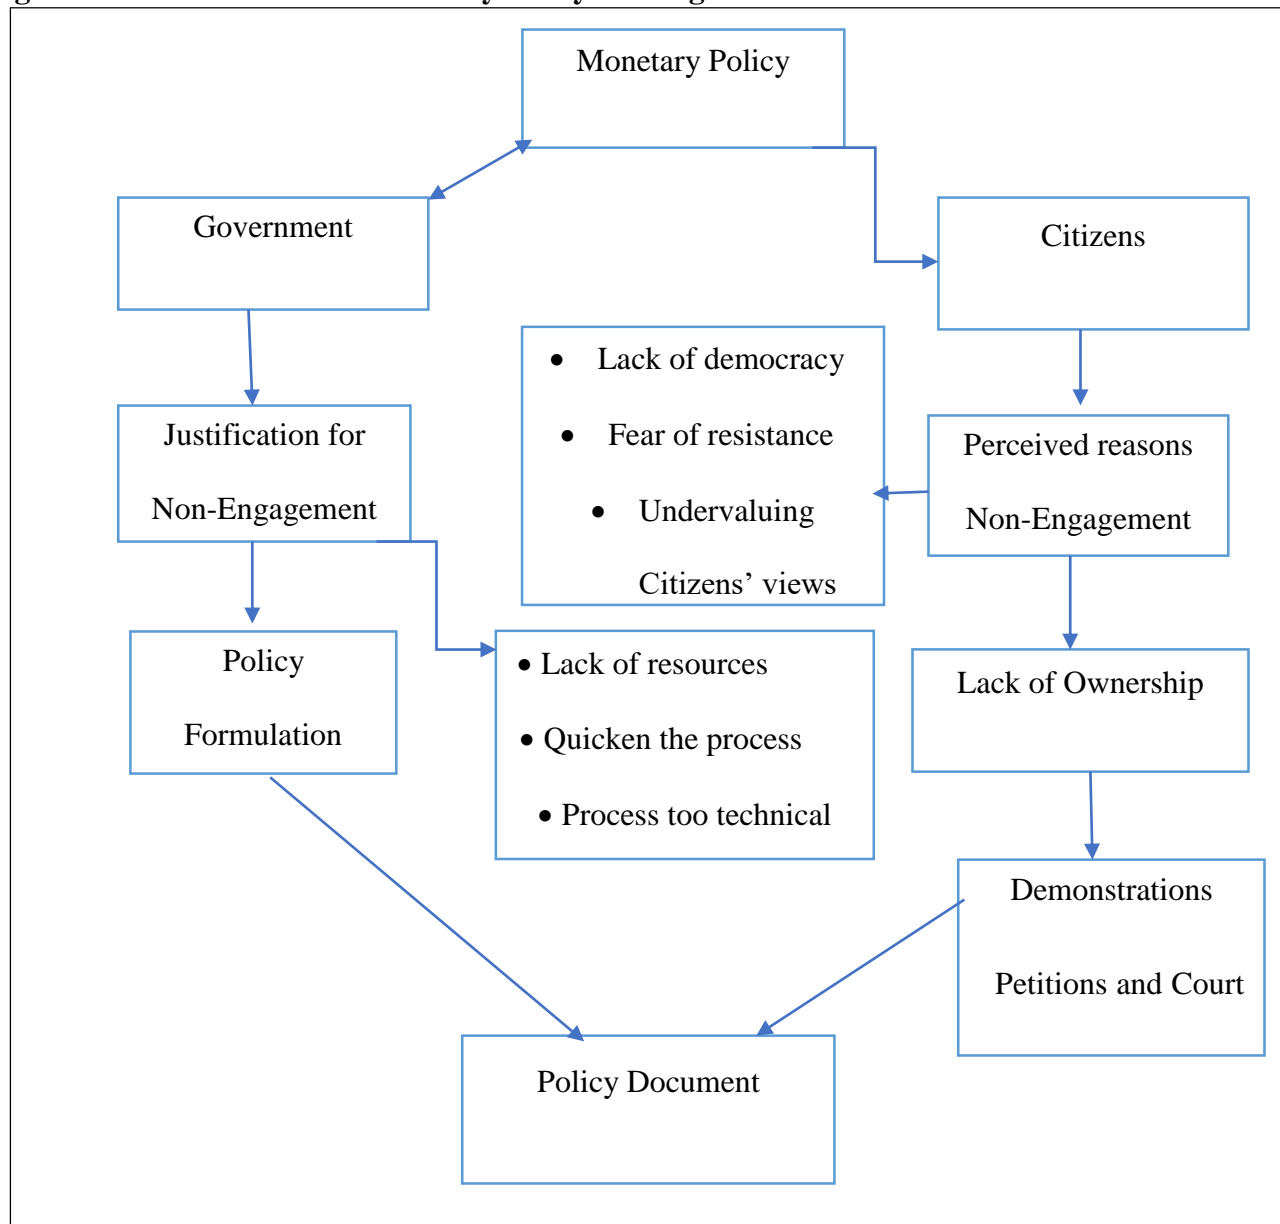 Monetary Policy
Government
Citizens
• Lack of democracy
• Fear of resistance
• Undervaluing
Citizens’ views
Justification for
Non-Engagement
Perceived reasons
Non-Engagement
Policy
Formulation
• Lack of resources
• Quicken the process
• Process too technical
Lack of Ownership
Demonstrations
Petitions and Court
Policy Document